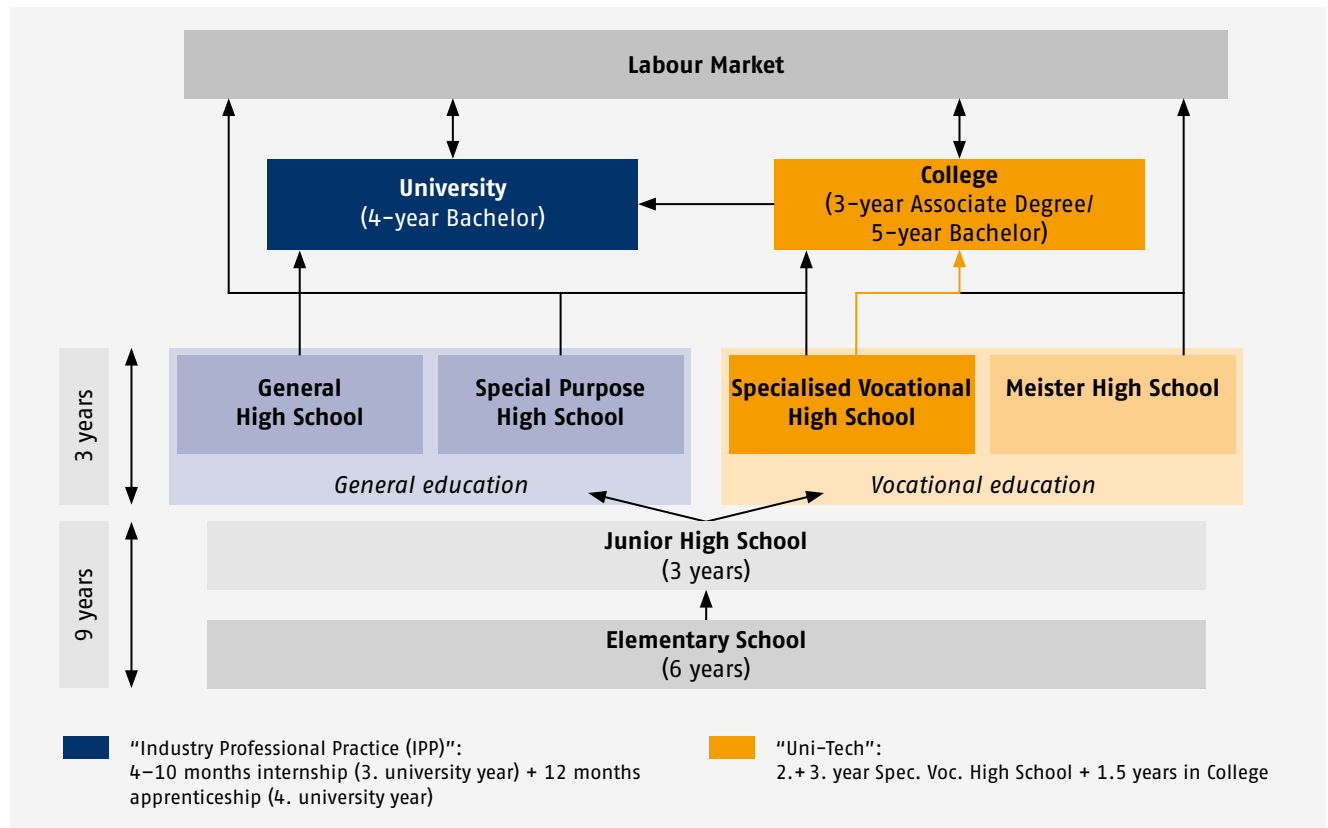 Labour Market
University
(4-year Bachelor)
College
(3-year Associate Degree/
5-year Bachelor)
3 years
General
High School
Special Purpose
High School
Specialised Vocational
High School
Meister High School
General education
Vocational education
9 years
Junior High School
(3 years)
Elementary School
(6 years)
“Industry Professional Practice (IPP)”:
4–10 months internship (3. university year) + 12 months
apprenticeship (4. university year)
“Uni-Tech”:
2.+ 3. year Spec. Voc. High School + 1.5 years in College